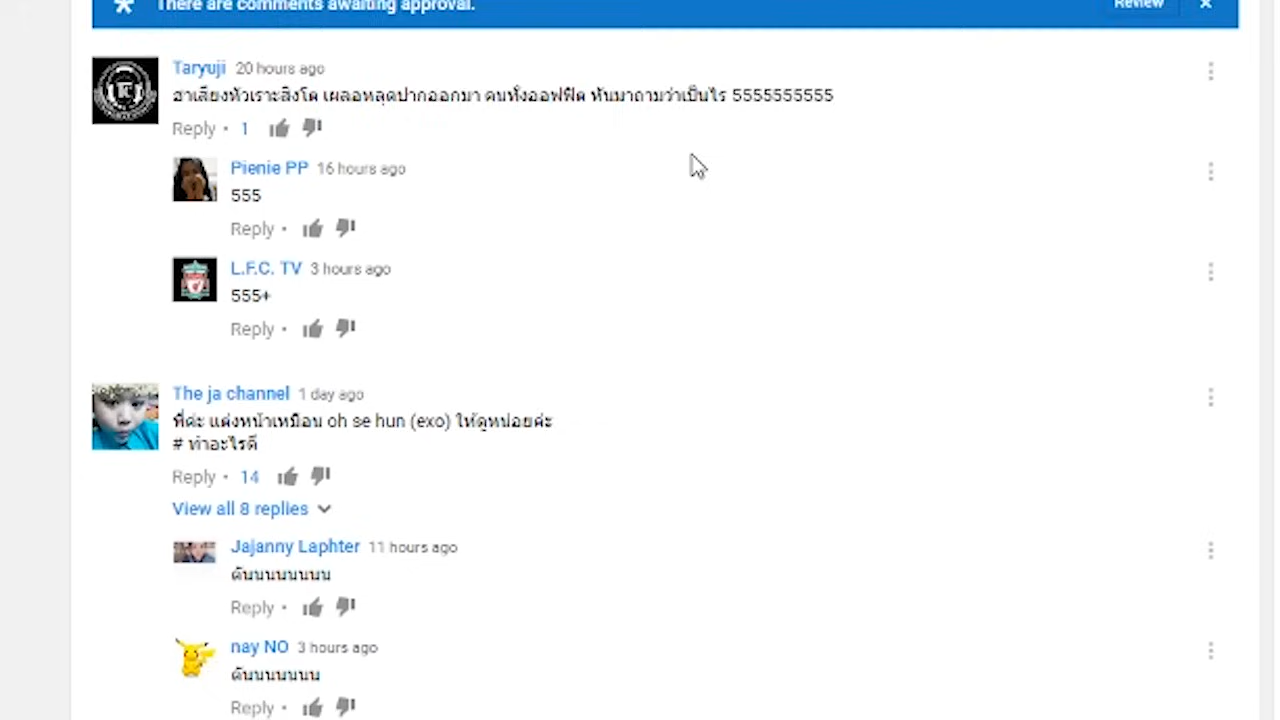 There are comments awaiting approval.
Review
Taryuji 20 hours ago
ฮาเสียงหัวเราะสิงโต เผลอหลุดปากออกมา คนทั้งออฟฟิต หันมาถามว่าเป็นไร 5555555555
Reply • 1
Pienie PP 16 hours ago
555
Reply •
L.F.C. TV 3 hours ago
555+
Reply •
The ja channel 1 day ago
พี่ค่ะ แต่งหน้าเหมือน oh se hun (exo) ให้ดูหน่อยค่ะ
# ทำอะไรดี
Reply • 14
View all 8 replies
Jajanny Laphter 11 hours ago
ดันนนนนนนน
Reply •
nay NO 3 hours ago
ดันนนนนนน
Reply •